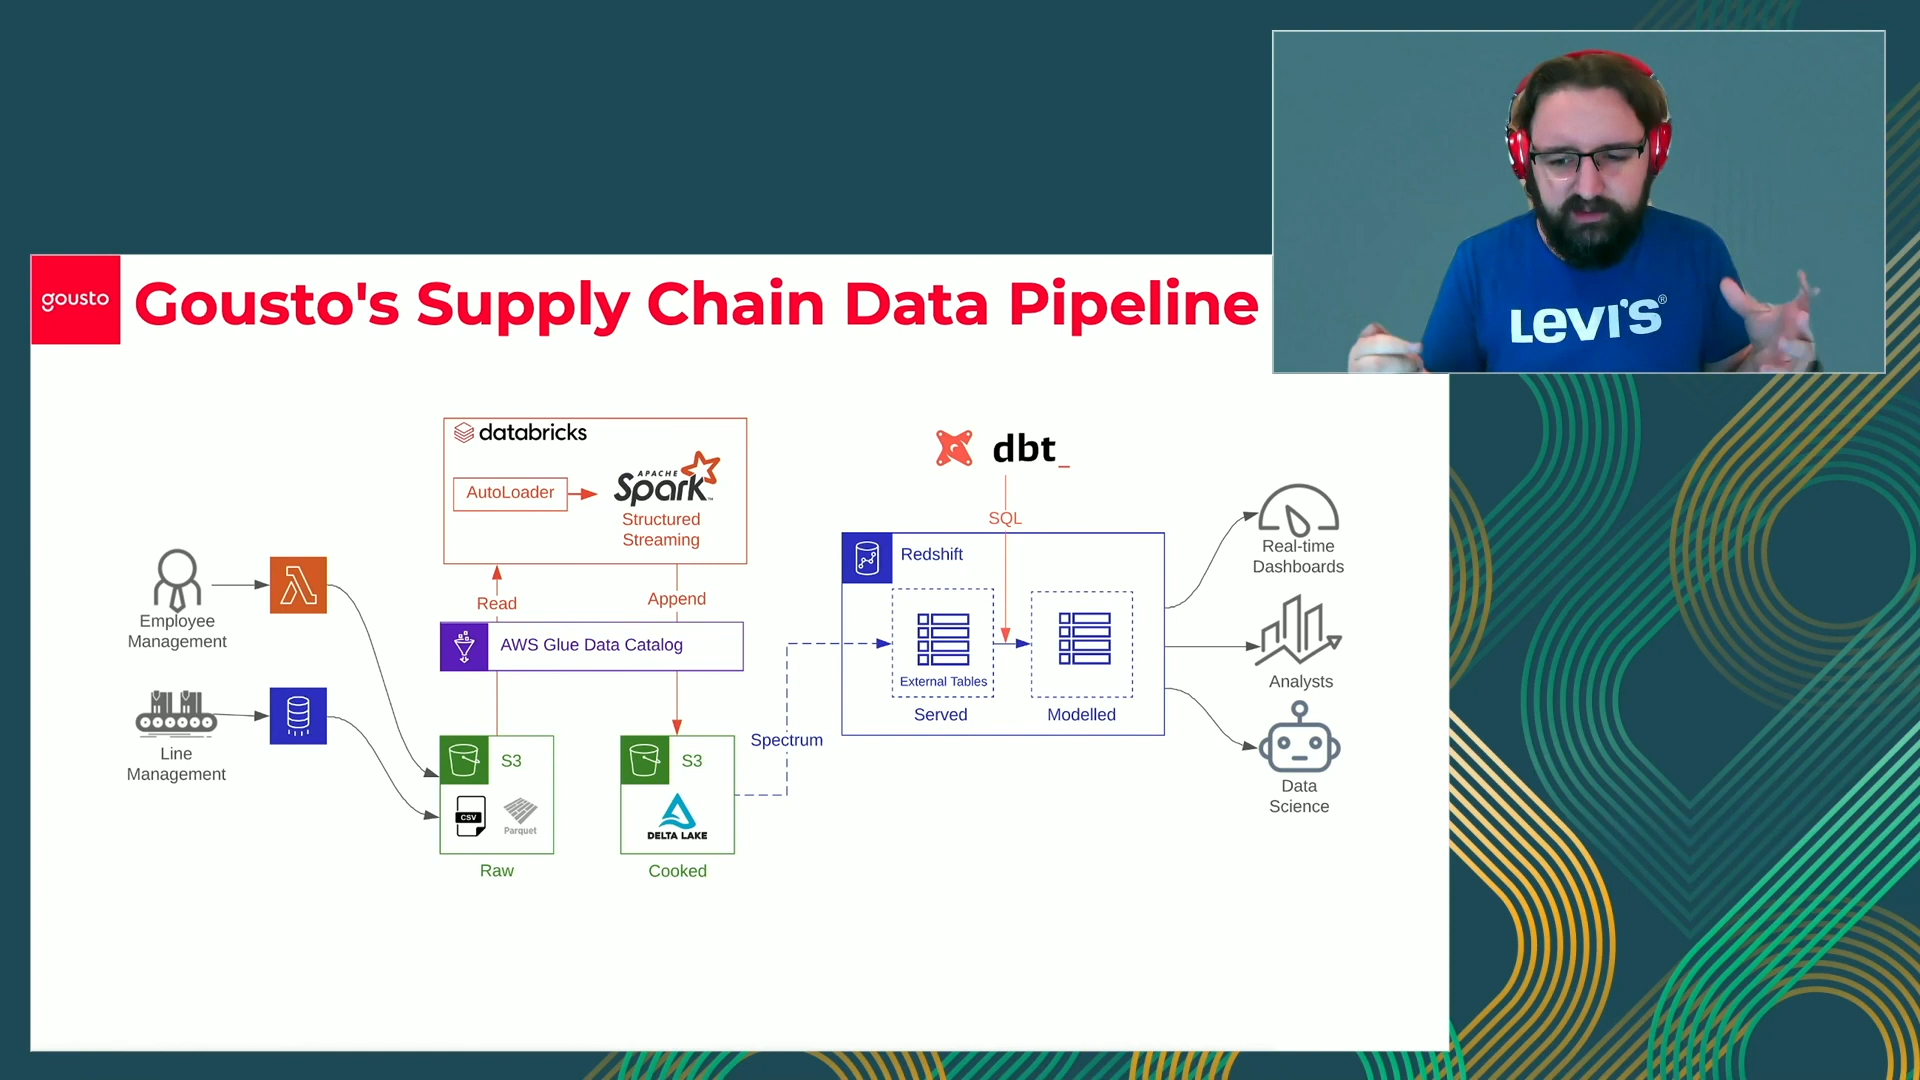 LEVI'S®
gousto
Gousto's Supply Chain Data Pipeline
databricks
AutoLoader
APACHE
Spark™
Structured
Streaming
dbt_
SQL
Employee
Management
Read
Append
AWS Glue Data Catalog
Line
Management
S3
CSV
Parquet
Raw
S3
DELTA LAKE
Cooked
Spectrum
Redshift
External Tables
Served
Modelled
Real-time
Dashboards
Analysts
Data
Science